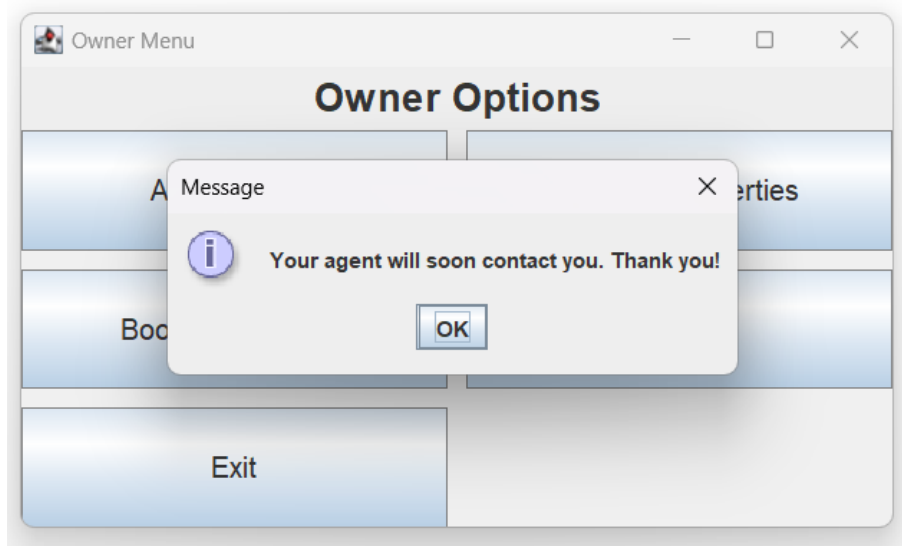 Owner Menu
Owner Options
Message
Your agent will soon contact you. Thank you!
OK
Exit